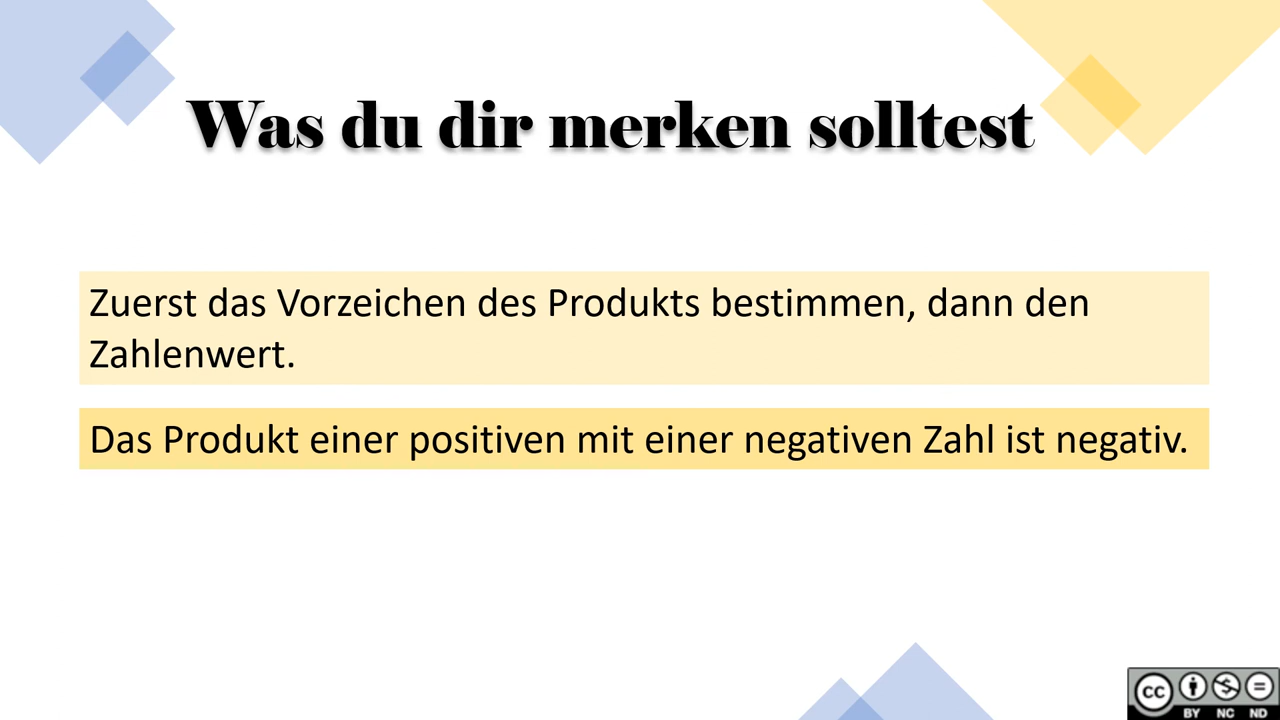 Was du dir merken solltest
Zuerst das Vorzeichen des Produkts bestimmen, dann den
Zahlenwert.
Das Produkt einer positiven mit einer negativen Zahl ist negativ.
CC
BY NC ND